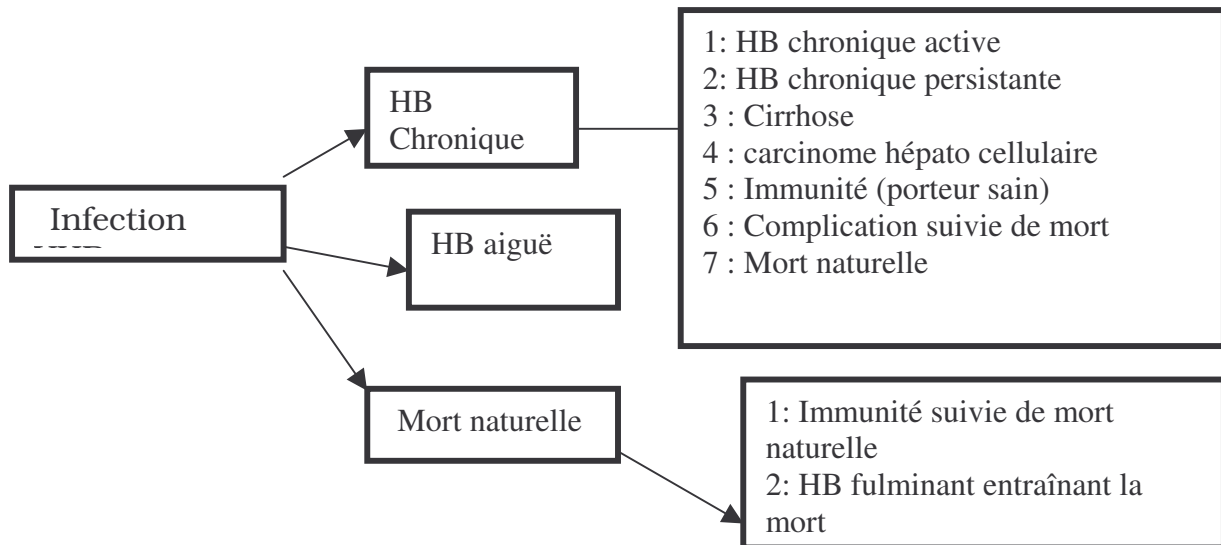 Infection
HB
Chronique
HB aiguë
Mort naturelle
1: HB chronique active
2: HB chronique persistante
3 : Cirrhose
4 : carcinome hépato cellulaire
5 : Immunité (porteur sain)
6 : Complication suivie de mort
7 : Mort naturelle
1: Immunité suivie de mort
naturelle
2: HB fulminant entraînant la
mort